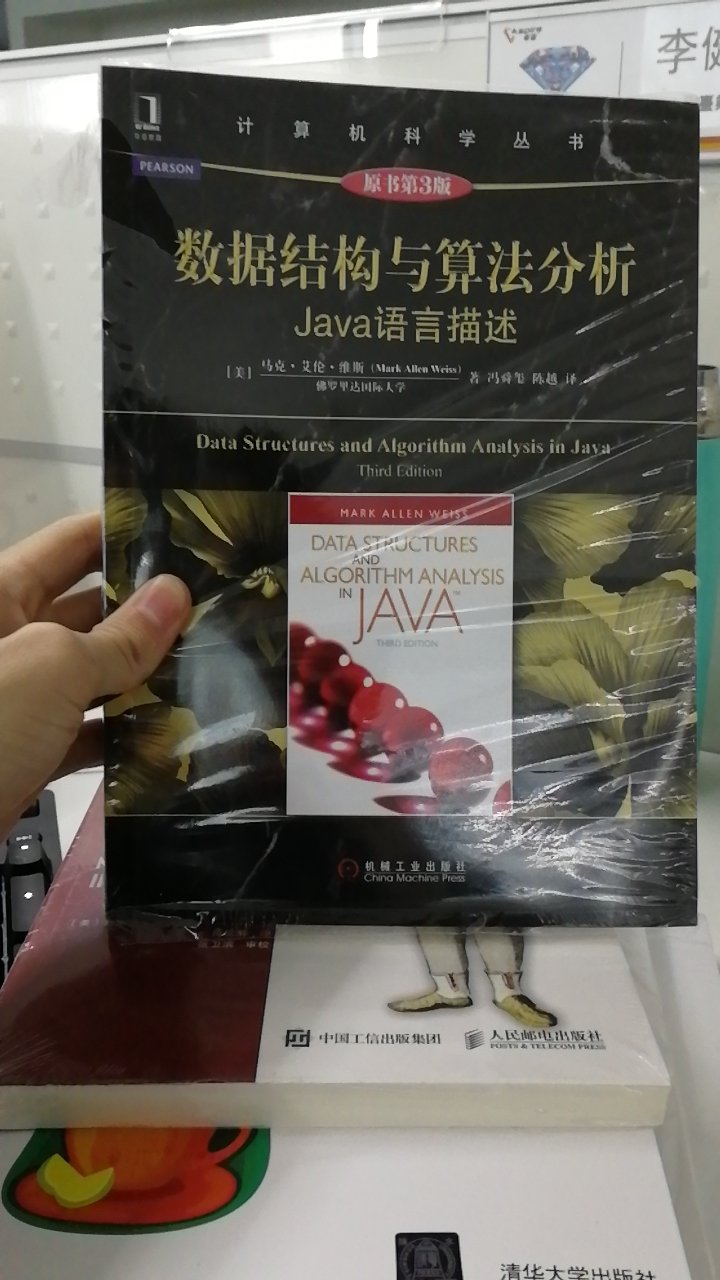 李
计算机科学丛书
PEARSON
原书第3版
数据结构与算法分析
Java语言描述
[美] 马克·艾伦·维斯(Mark Allen Weiss) 著 冯舜玺 陈越 译
佛罗里达国际大学
Data Structures and Algorithm Analysis in Java
Third Edition
MARK ALLEN WEISS
DATA STRUCTURES
AND
ALGORITHM ANALYSIS
IN JAVA™
THIRD EDITION
机械工业出版社
China Machine Press
审校
中国工信出版集团
人民邮电出版社
POSTS & TELECOM PRESS
清华大学出版社